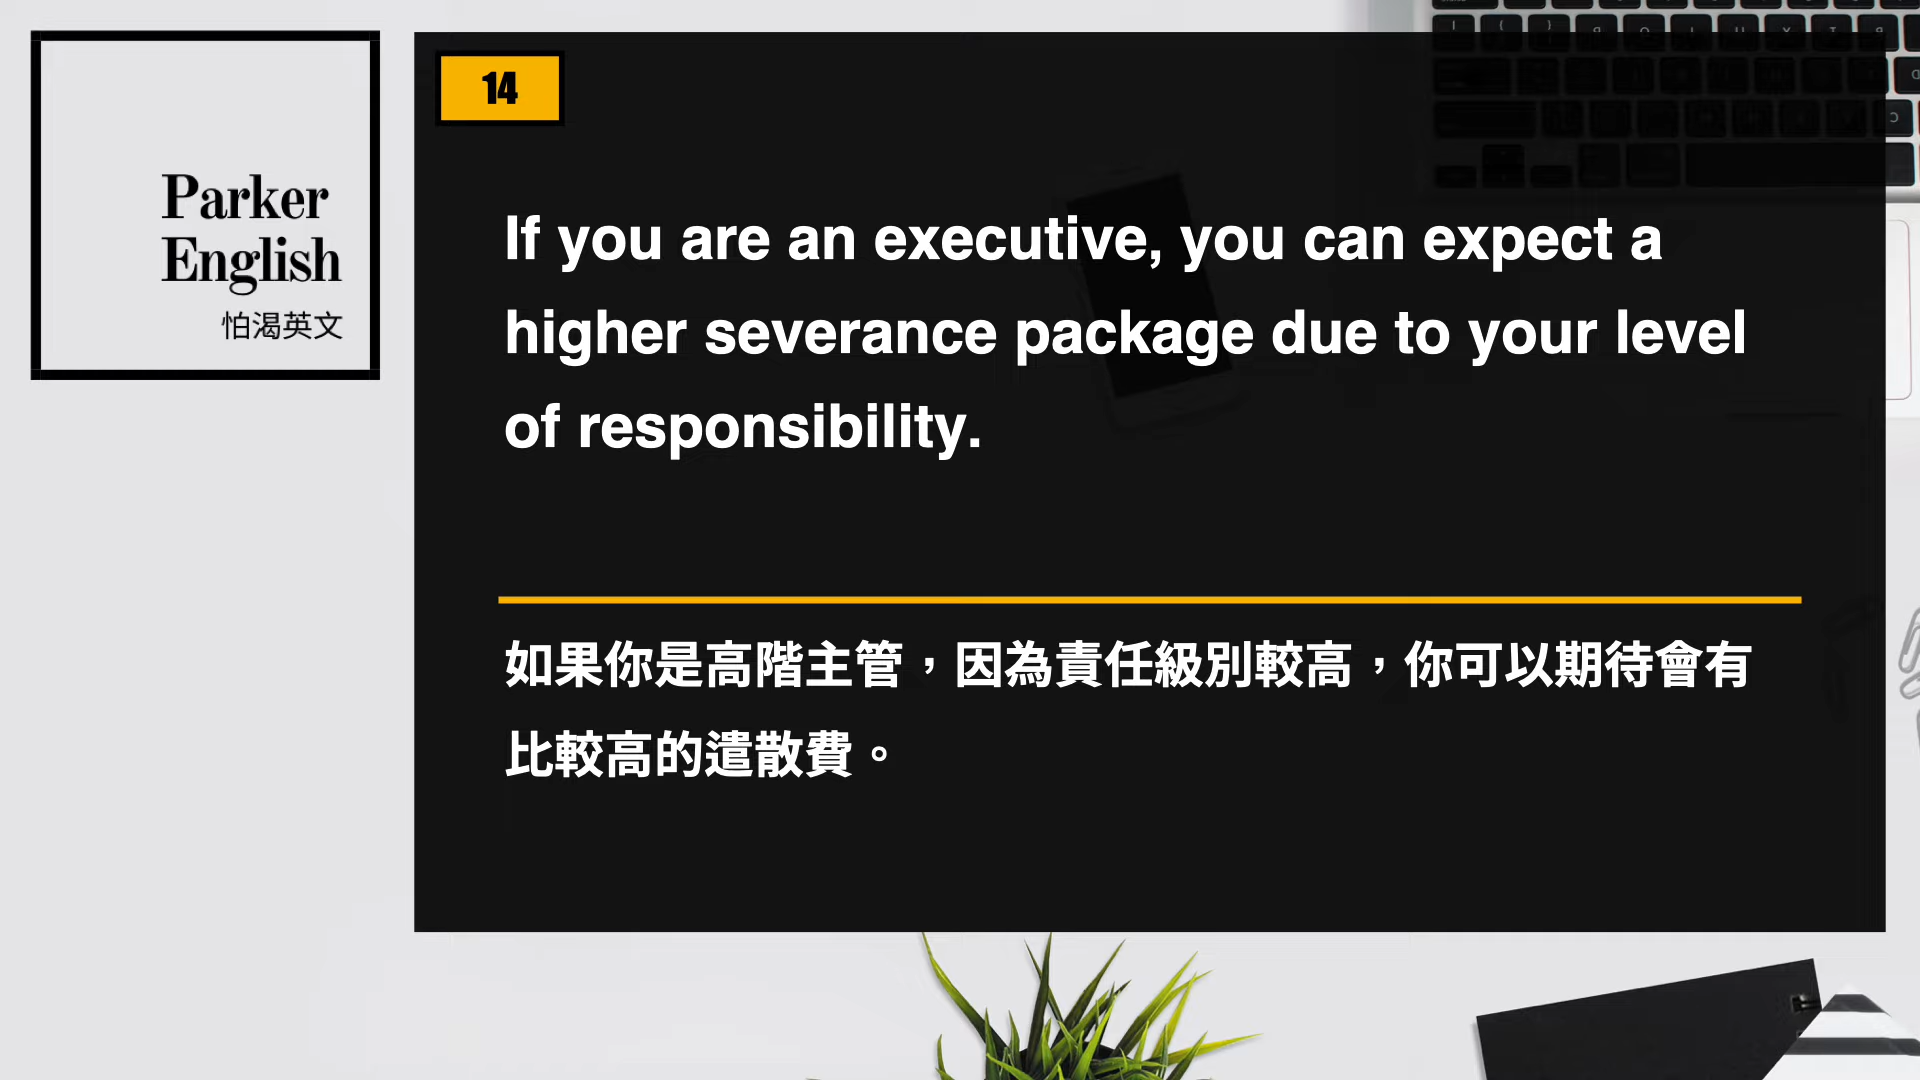 Parker
English
怕渴英文
14
If you are an executive, you can expect a
higher severance package due to your level
of responsibility.
如果你是高階主管，因為責任級別較高，你可以期待會有
比較高的遣散費。